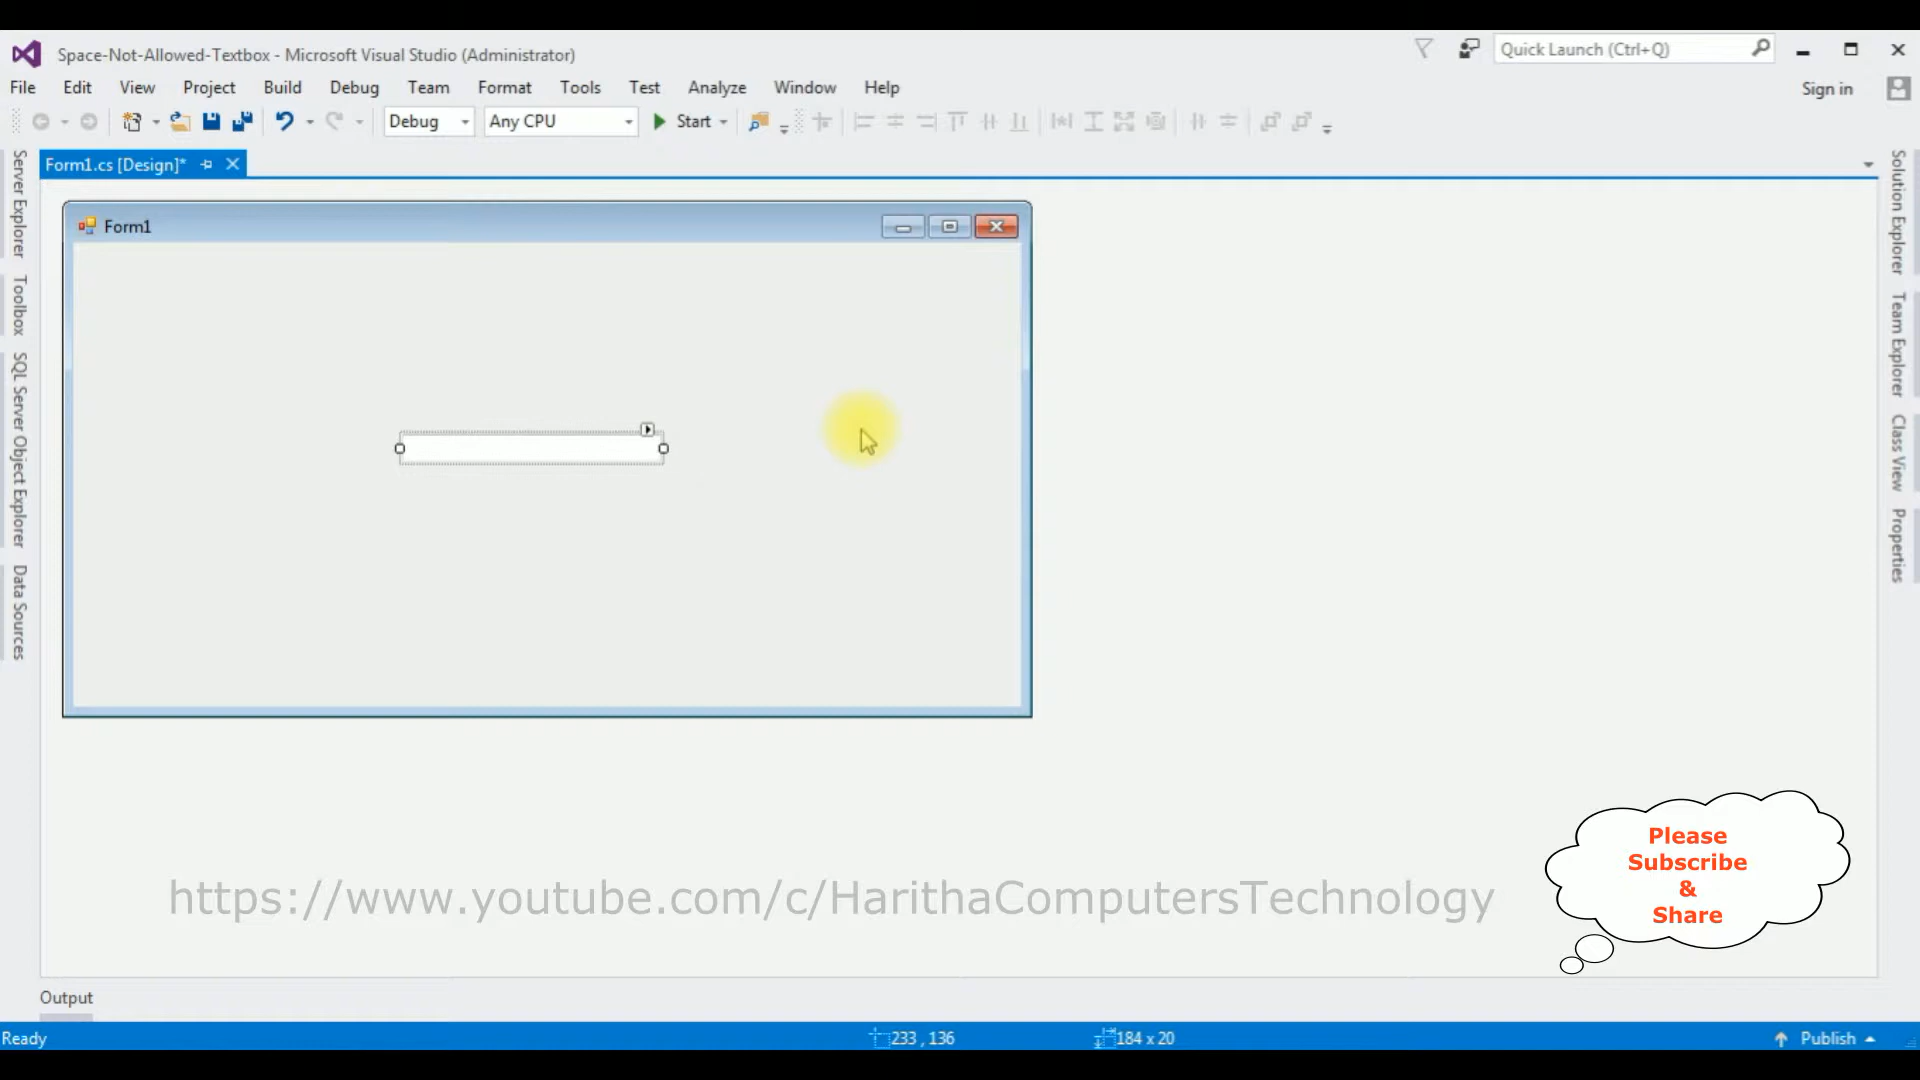 Space-Not-Allowed-Textbox - Microsoft Visual Studio (Administrator)
Quick Launch (Ctrl+Q)
File Edit View Project Build Debug Team Format Tools Test Analyze Window Help
Sign in
Debug Any CPU Start
Form1.cs [Design]*
Server Explorer
Toolbox
SQL Server Object Explorer
Data Sources
Form1
Solution Explorer
Team Explorer
Class View
Properties
Please
Subscribe
&
Share
https://www.youtube.com/c/HarithaComputersTechnology
Output
Ready 233 , 136 184 x 20 Publish